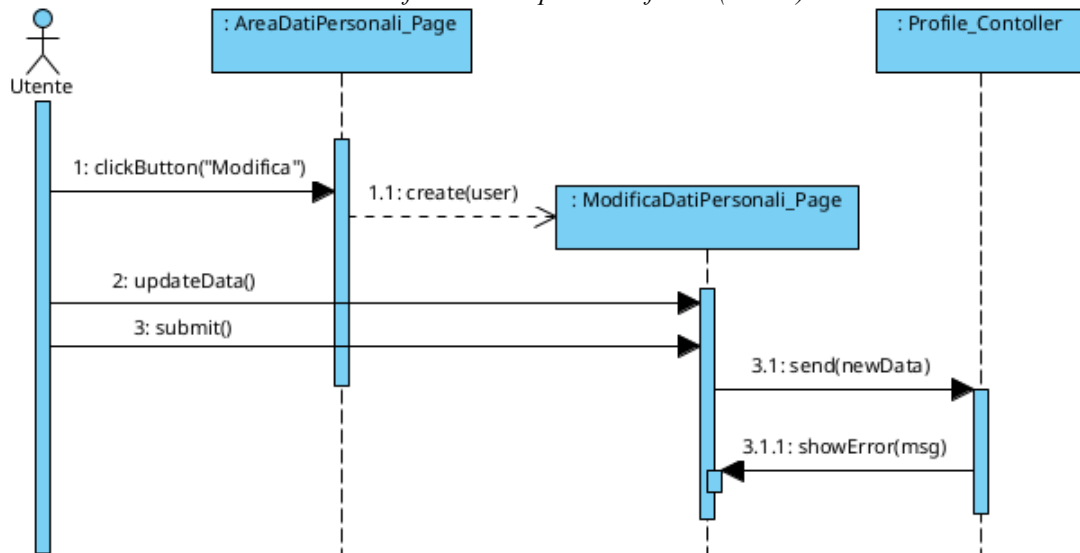 : AreaDatiPersonali_Page
: Profile_Contoller
Utente
1: clickButton("Modifica")
1.1: create(user)
: ModificaDatiPersonali_Page
2: updateData()
3: submit()
3.1: send(newData)
3.1.1: showError(msg)